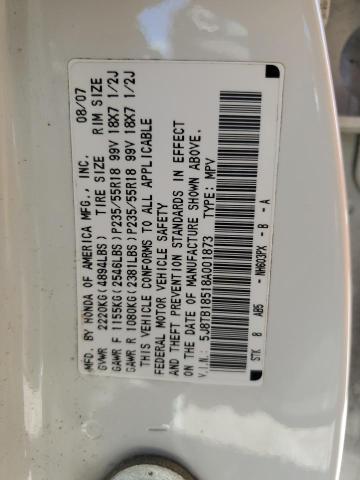 MFD. BY HONDA OF AMERICA MFG., INC. 08/07
GVWR 2220KG(4894LBS) TIRE SIZE RIM SIZE
GAWR F 1155KG(2546LBS)P235/55R18 99V 18X7 1/2J
GAWR R 1080KG(2381LBS)P235/55R18 99V 18X7 1/2J
THIS VEHICLE CONFORMS TO ALL APPLICABLE
FEDERAL MOTOR VEHICLE SAFETY
AND THEFT PREVENTION STANDARDS IN EFFECT
ON THE DATE OF MANUFACTURE SHOWN ABOVE.
V.I.N.: 5J8TB18518A001873 TYPE: MPV
STK 8 AB5 - NH603PX - B - A